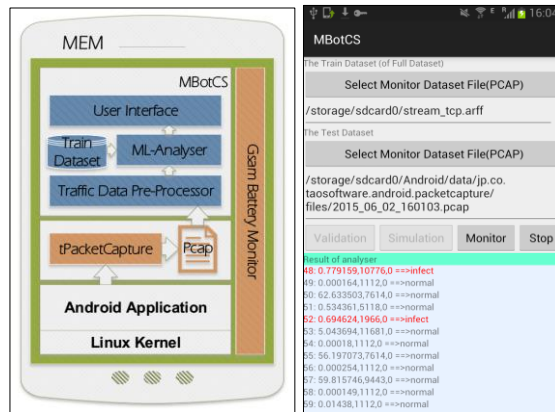 MEM
MBotCS
User Interface
Train
Dataset
ML-Analyser
Traffic Data Pre-Processor
tPacketCapture
Pcap
Android Application
Linux Kernel
Gsam Battery Monitor
16:04
MBotCS
The Train Dataset (of Full Dataset)
Select Monitor Dataset File(PCAP)
/storage/sdcard0/stream_tcp.arff
The Test Dataset
Select Monitor Dataset File(PCAP)
/storage/sdcard0/Android/data/jp.co.
taosoftware.android.packetcapture/
files/2015_06_02_160103.pcap
Validation Simulation Monitor Stop
Result of analyser
48: 0.779159,10776,0 ==>infect
49: 0.000164,1112,0 ==>normal
50: 62.633503,7614,0 ==>normal
51: 0.534361,5118,0 ==>normal
52: 0.694624,1966,0 ==>infect
53: 5.043694,11681,0 ==>normal
54: 0.00018,1112,0 ==>normal
55: 56.197073,7614,0 ==>normal
56: 0.000254,1112,0 ==>normal
57: 59.815746,9443,0 ==>normal
58: 0.000149,1112,0 ==>normal
59: 0.01438,1112,0 ==>normal